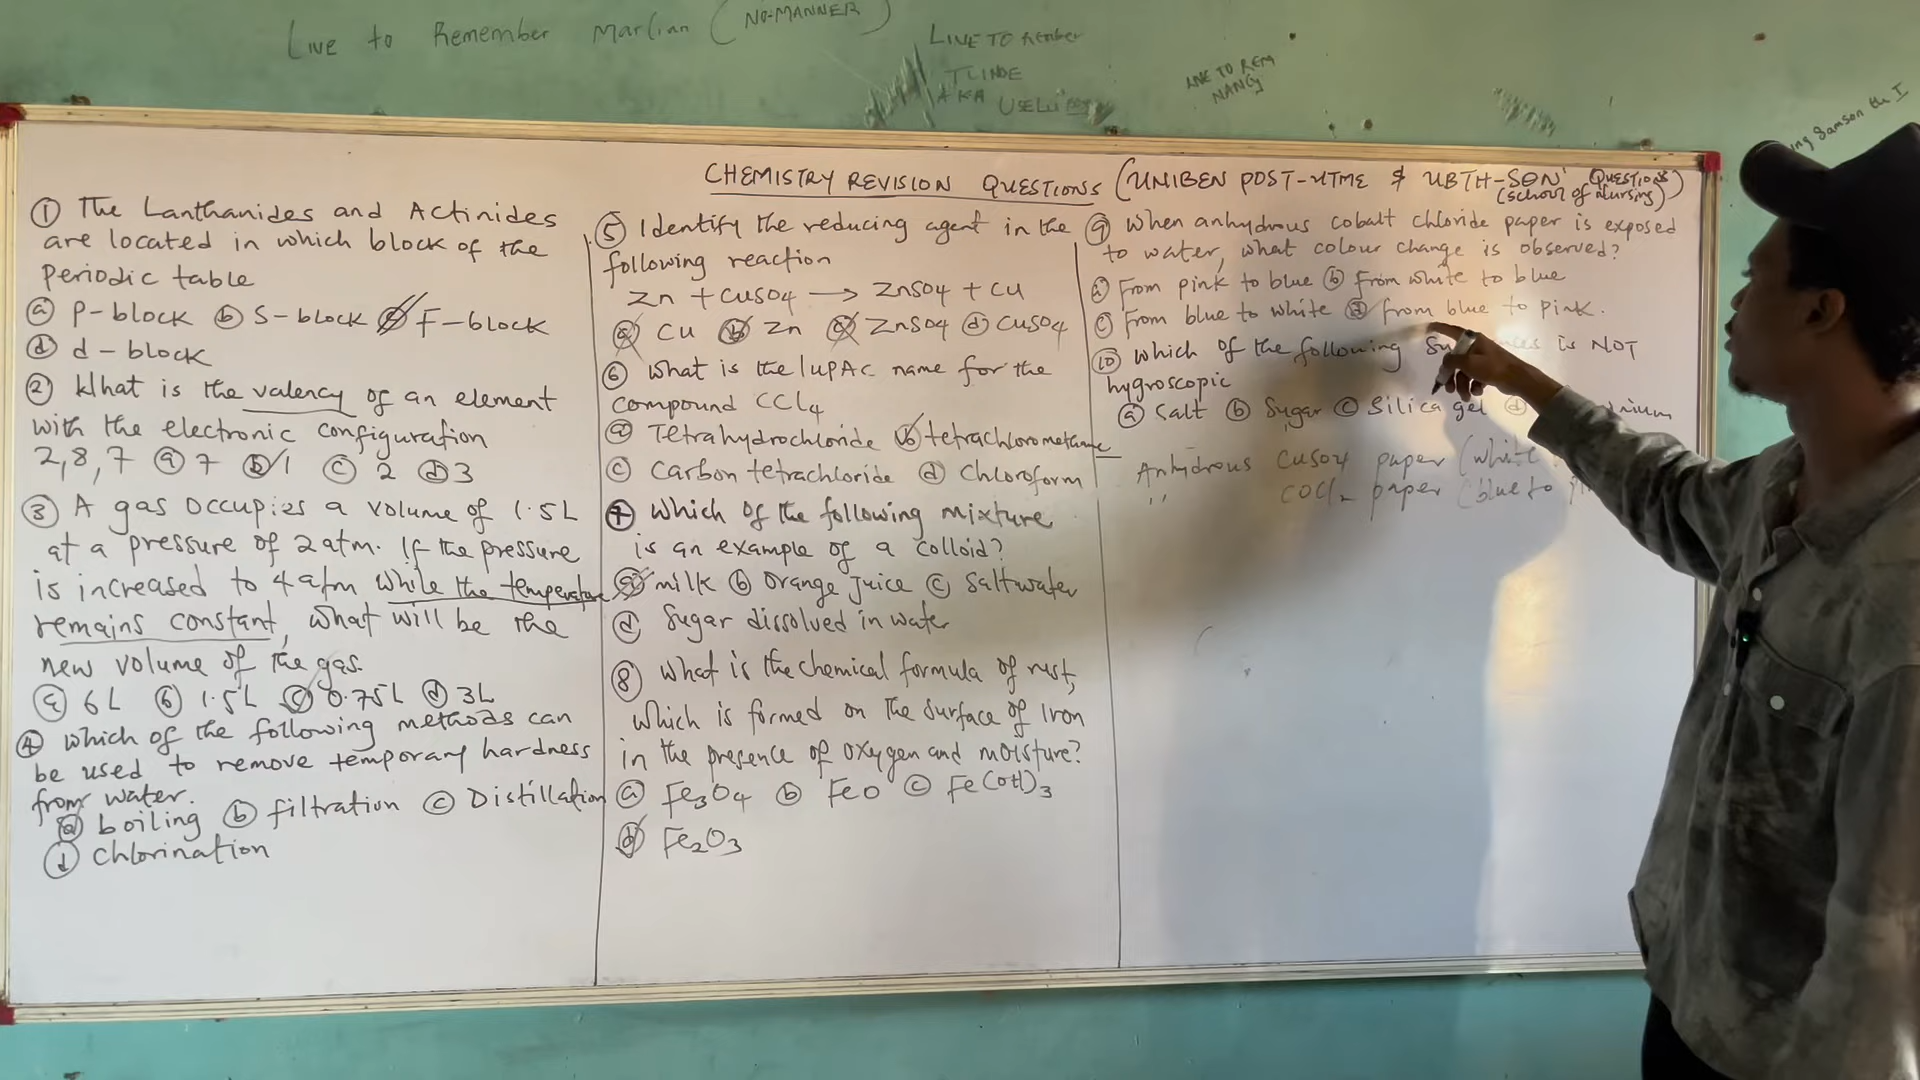 Live to Remember Marlian (NO-MANNER)
LIVE TO
TLINDE
AKA
LIVE TO REM
NANCY
Samson the I
CHEMISTRY REVISION QUESTIONS (UNIBEN POST-UTME & UBTH-SON QUESTIONS)
(School of Nursing)
① The Lanthanides and Actinides
are located in which block of the
Periodic table
ⓐ P-block ⓑ S-block ⓒ F-block
ⓓ d-block
② What is the valency of an element
with the electronic configuration
2,8,7 ⓐ 7 ⓑ 1 ⓒ 2 ⓓ 3
③ A gas occupies a volume of 1.5L
at a pressure of 2atm. If the pressure
is increased to 4 atm while the temperature
remains constant, what will be the
new volume of the gas.
ⓐ 6L ⓑ 1.5L ⓒ 0.75L ⓓ 3L
④ which of the following methods can
be used to remove temporary hardness
from water.
ⓐ boiling ⓑ filtration ⓒ Distillation
ⓓ Chlorination
⑤ Identify the reducing agent in the
following reaction
Zn + CuSO4 → ZnSO4 + Cu
ⓐ Cu ⓑ Zn ⓒ ZnSO4 ⓓ CuSO4
⑥ What is the IUPAC name for the
Compound CCl4
ⓐ Tetrahydrochloride ⓑ tetrachloromethane
ⓒ Carbon tetrachloride ⓓ Chloroform
⑦ Which of the following mixture
is an example of a colloid?
ⓐ milk ⓑ Orange juice ⓒ Saltwater
ⓓ Sugar dissolved in water
⑧ What is the chemical formula of rust,
which is formed on the surface of Iron
in the presence of oxygen and moisture?
ⓐ Fe3O4 ⓑ FeO ⓒ Fe(OH)3
ⓓ Fe2O3
⑨ When anhydrous cobalt chloride paper is exposed
to water, what colour change is observed?
ⓐ From pink to blue ⓑ From white to blue
ⓒ From blue to white ⓓ from blue to pink.
⑩ Which of the following is NOT
hygroscopic
ⓐ Salt ⓑ Sugar ⓒ Silica gel ⓓ
Anhydrous CuSO4 paper (white
'' COCl2 paper (blue to